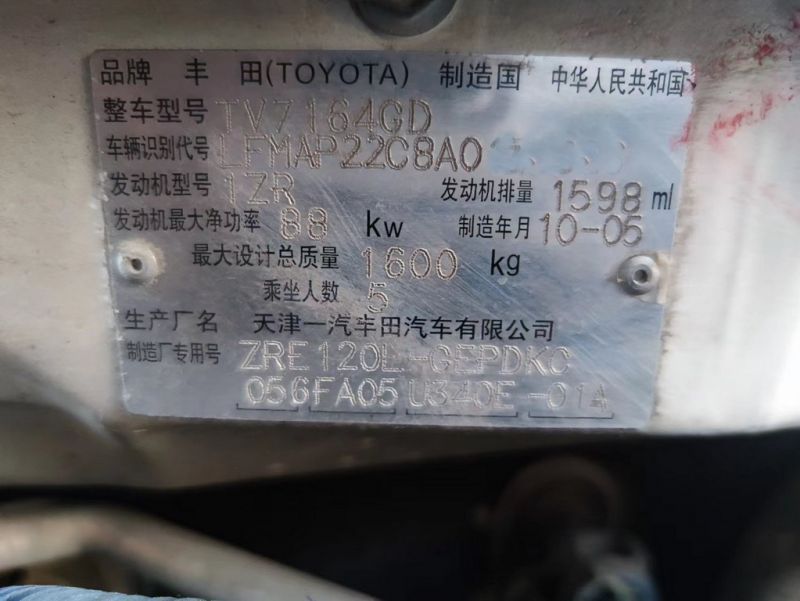 品牌 丰 田(TOYOTA) 制造国 中华人民共和国
整车型号 TV7164GD
车辆识别代号 LFMAP22C8A0
发动机型号 1ZR 发动机排量 1598 ml
发动机最大净功率 88 kw 制造年月 10-05
最大设计总质量 1600 kg
乘坐人数 5
生产厂名 天津一汽丰田汽车有限公司
制造厂专用号 ZRE120L-GEPDKC
056FA05 U340E -01A